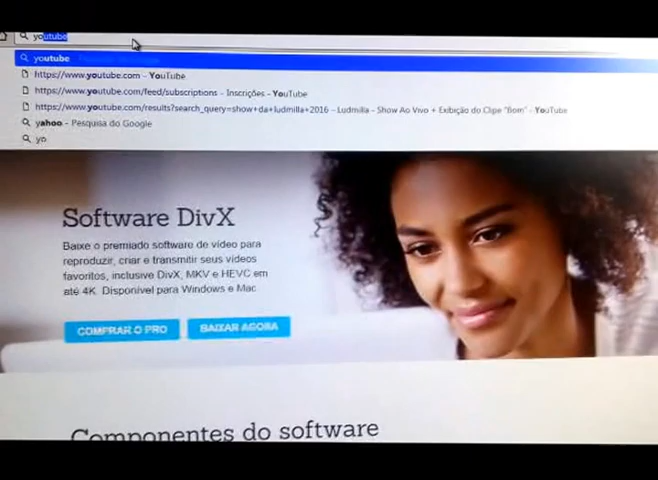 youtube
youtube
https://www.youtube.com - YouTube
https://www.youtube.com/feed/subscriptions - Inscrições - YouTube
https://www.youtube.com/results?search_query=show+da+ludmilla+2016 - Ludmilla - Show Ao Vivo + Exibição do Clipe "Bom" - YouTube
yahoo - Pesquisa do Google
yo
Software DivX
Baixe o premiado software de vídeo para
reproduzir, criar e transmitir seus vídeos
favoritos, inclusive DivX, MKV e HEVC em
até 4K. Disponível para Windows e Mac
COMPRAR O PRO BAIXAR AGORA
Componentes do software